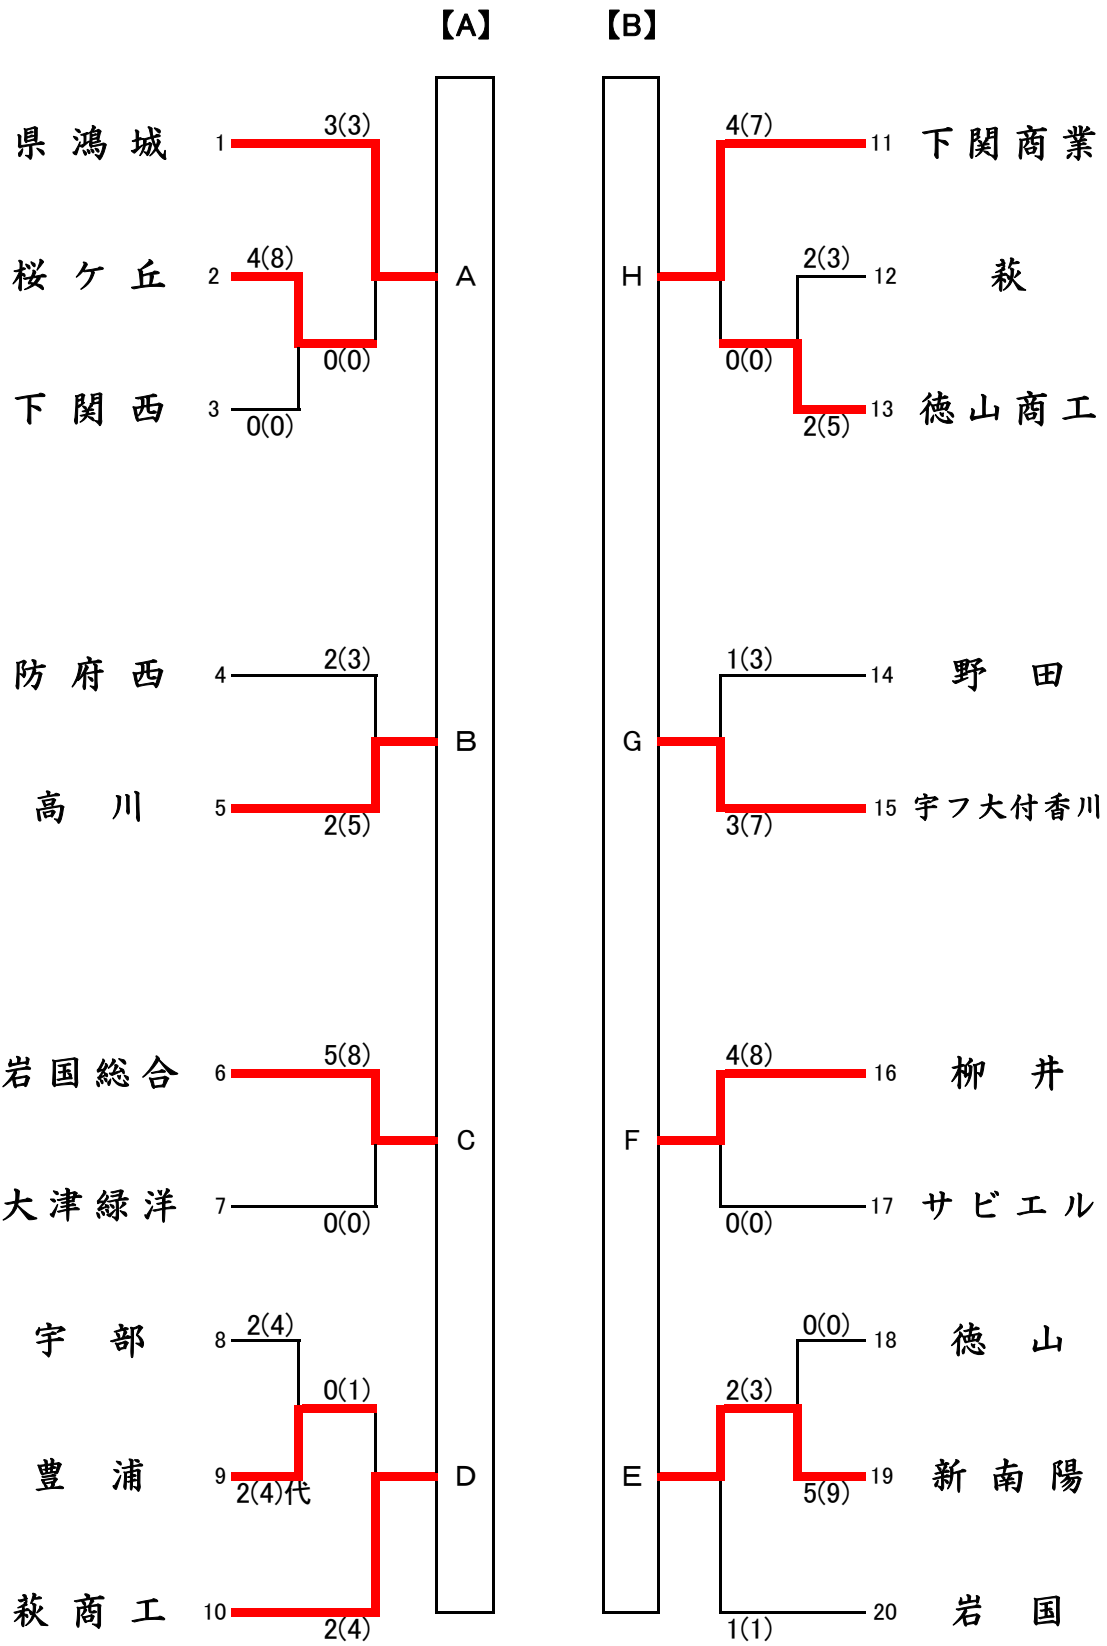 【A】 【B】
3(3) 4(7)
県鴻城 1 11 下関商業
4(8) 2(3)
桜ケ丘 2 A H 12 萩
0(0) 0(0)
下関西 3 13 徳山商工
0(0) 2(5)
2(3) 1(3)
防府西 4 14 野田
B G
高川 5 15 宇フ大付香川
2(5) 3(7)
5(8) 4(8)
岩国総合 6 16 柳井
C F
大津緑洋 7 17 サビエル
0(0) 0(0)
2(4) 0(0)
宇部 8 18 徳山
0(1) 2(3)
豊浦 9 D E 19 新南陽
2(4)代 5(9)
萩商工 10 20 岩国
2(4) 1(1)